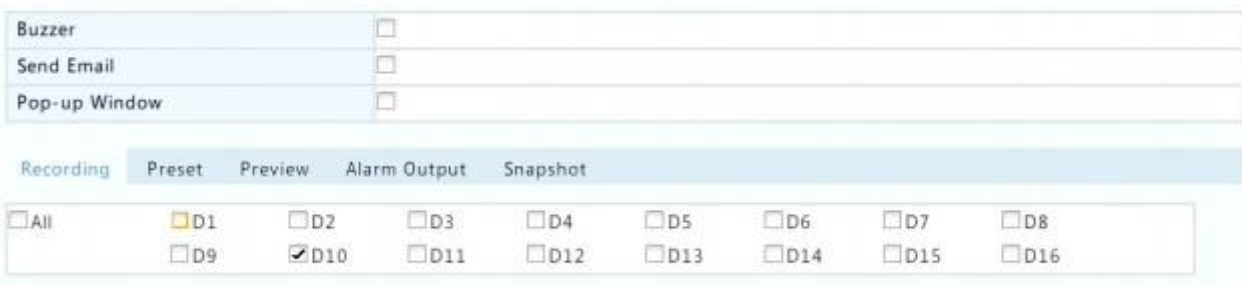 Buzzer
Send Email
Pop-up Window
Recording Preset Preview Alarm Output Snapshot
All D1 D2 D3 D4 D5 D6 D7 D8
D9 D10 D11 D12 D13 D14 D15 D16